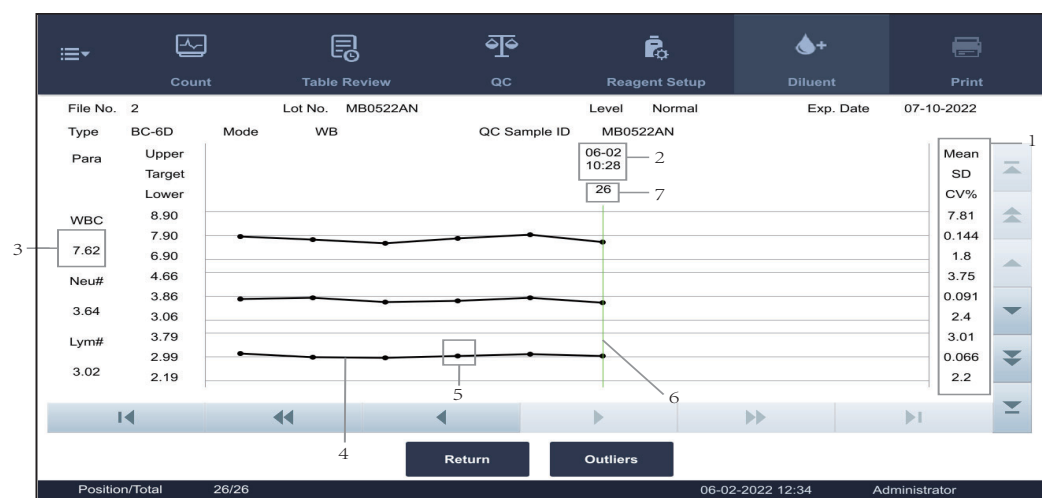 Count Table Review QC Reagent Setup Diluent Print
File No. 2 Lot No. MB0522AN Level Normal Exp. Date 07-10-2022
Type BC-6D Mode WB QC Sample ID MB0522AN
Para Upper 06-02 2 Mean 1
Target 10:28 SD
Lower 26 7 CV%
WBC 8.90 7.81
3 7.62 7.90 0.144
6.90 1.8
Neu# 4.66 3.75
3.86 0.091
3.64 3.06 2.4
Lym# 3.79 3.01
2.99 0.066
3.02 2.19 2.2
5 6
4
Return Outliers
Position/Total 26/26 06-02-2022 12:34 Administrator